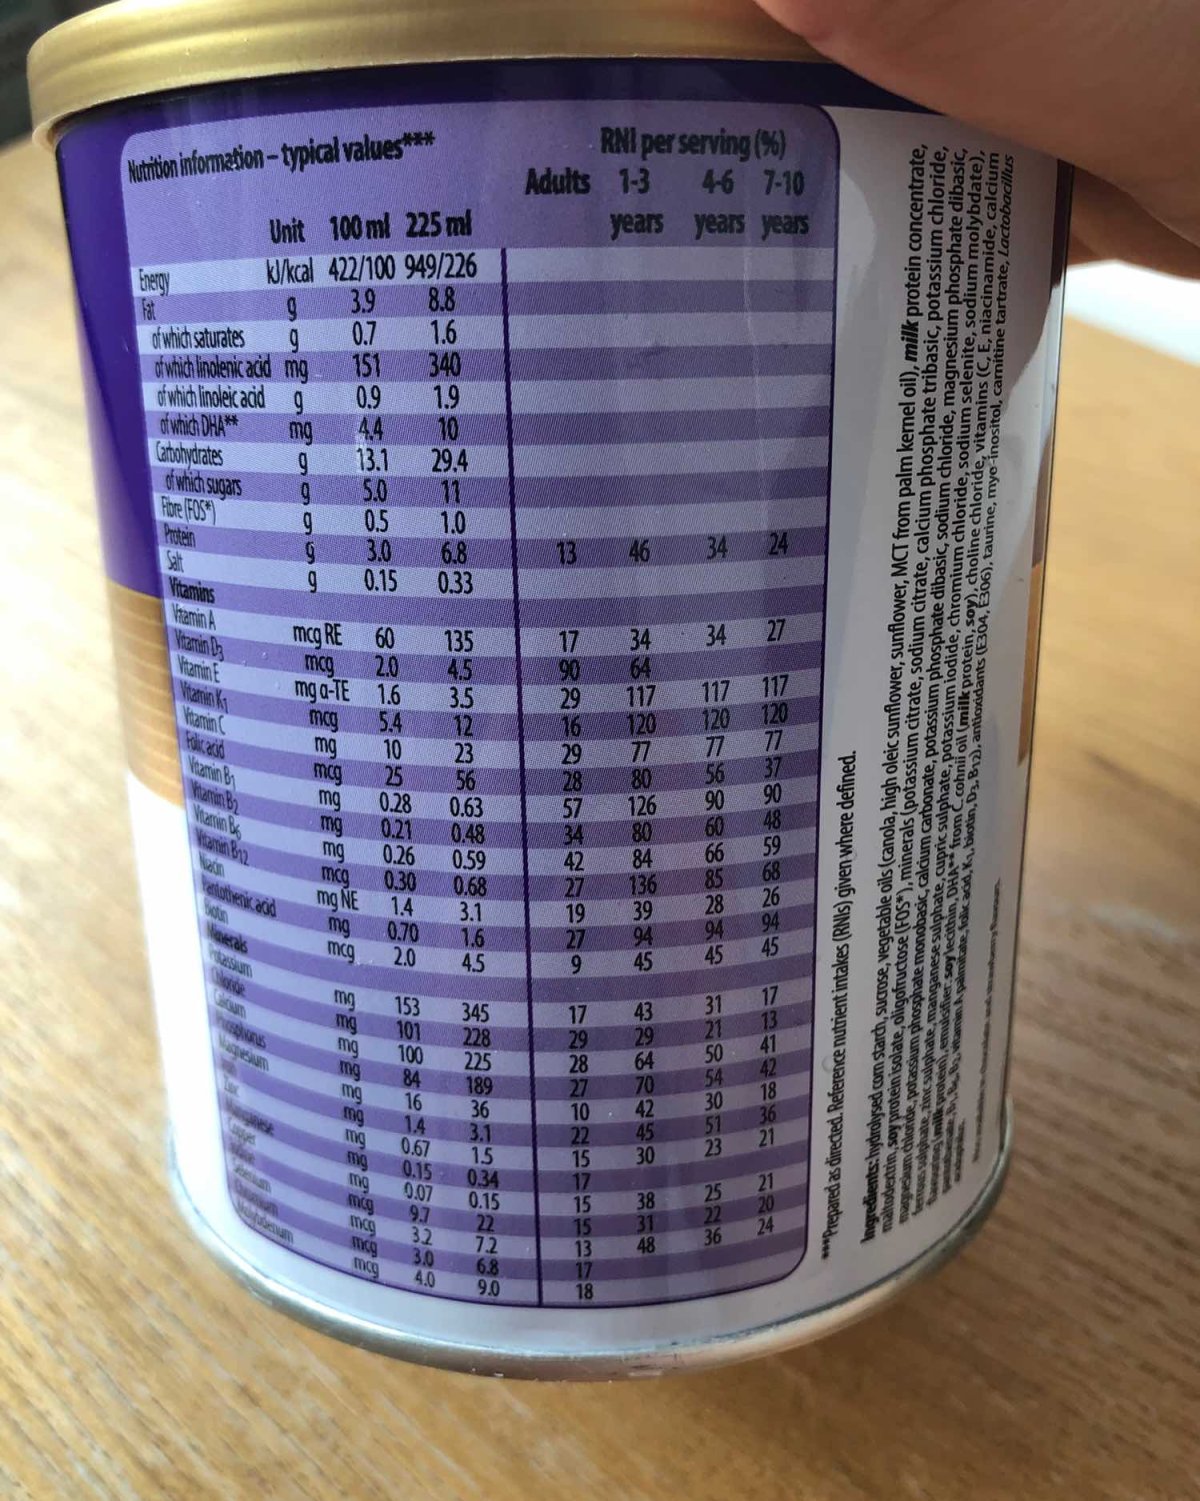 Nutrition information – typical values***
RNI per serving (%)
Adults 1-3 years 4-6 years 7-10 years
Unit 100 ml 225 ml
Energy kJ/kcal 422/100 949/226
Fat g 3.9 8.8
of which saturates g 0.7 1.6
of which linolenic acid mg 151 340
of which linoleic acid g 0.9 1.9
of which DHA** mg 4.4 10
Carbohydrates g 13.1 29.4
of which sugars g 5.0 11
Fibre (FOS*) g 0.5 1.0
Protein g 3.0 6.8 13 46 34 24
Salt g 0.15 0.33
Vitamins
Vitamin A mcg RE 60 135 17 34 34 27
Vitamin D3 mcg 2.0 4.5 90 64
Vitamin E mg α-TE 1.6 3.5 29 117 117 117
Vitamin K1 mcg 5.4 12 16 120 120 120
Vitamin C mg 10 23 29 77 77 77
Folic acid mcg 25 56 28 80 56 37
Vitamin B1 mg 0.28 0.63 57 126 90 90
Vitamin B2 mg 0.21 0.48 34 80 60 48
Vitamin B6 mg 0.26 0.59 42 84 66 59
Vitamin B12 mcg 0.30 0.68 27 136 85 68
Niacin mg NE 1.4 3.1 19 39 28 26
Pantothenic acid mg 0.70 1.6 27 94 94 94
Biotin mcg 2.0 4.5 9 45 45 45
Minerals
Potassium mg 153 345 17 43 31 17
Chloride mg 101 228 29 29 21 13
Calcium mg 100 225 28 64 50 41
Phosphorus mg 84 189 27 70 54 42
Magnesium mg 16 36 10 42 30 18
Iron mg 1.4 3.1 22 45 51 36
Zinc mg 0.67 1.5 15 30 23 21
Manganese mg 0.15 0.34 17
Copper mg 0.07 0.15 15 38 25 21
Iodine mcg 9.7 22 15 31 22 20
Selenium mcg 3.2 7.2 13 48 36 24
Chromium mcg 3.0 6.8 17
Molybdenum mcg 4.0 9.0 18
***Prepared as directed. Reference nutrient intakes (RNIs) given where defined.
Ingredients: hydrolysed corn starch, sucrose, vegetable oils (canola, high oleic sunflower, sunflower, MCT from palm kernel oil), milk protein concentrate,
maltodextrin, soy protein isolate, oligofructose (FOS*), minerals (potassium citrate, sodium citrate, calcium phosphate tribasic, potassium chloride,
magnesium chloride, potassium phosphate monobasic, calcium carbonate, potassium phosphate dibasic, sodium chloride, magnesium phosphate dibasic,
ferrous sulphate, zinc sulphate, manganese sulphate, cupric sulphate, potassium iodide, chromium chloride, sodium selenite, sodium molybdate),
flavouring (milk protein), emulsifier: soy lecithin, DHA** from C. cohnii oil (milk protein, soy), choline chloride, vitamins (C, E, niacinamide, calcium
pantothenate, B6, B1, B2, vitamin A palmitate, folic acid, K1, biotin, D3, B12), antioxidants (E304, E306), taurine, myo-inositol, carnitine tartrate, Lactobacillus
acidophilus.